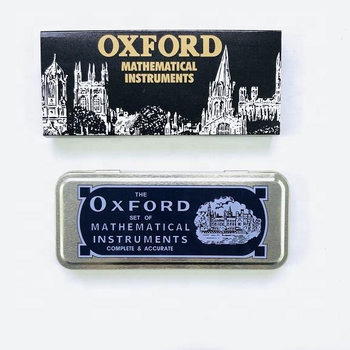 OXFORD
MATHEMATICAL
INSTRUMENTS
THE
OXFORD
SET OF
MATHEMATICAL
INSTRUMENTS
COMPLETE & ACCURATE